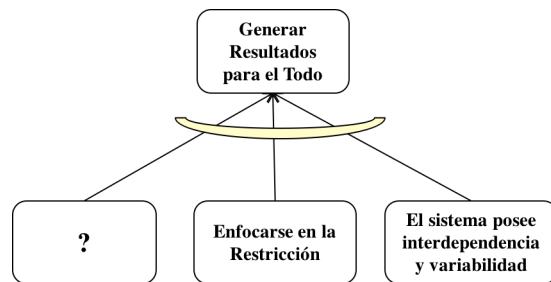 Generar
Resultados
para el Todo
?
Enfocarse en la
Restricción
El sistema posee
interdependencia
y variabilidad